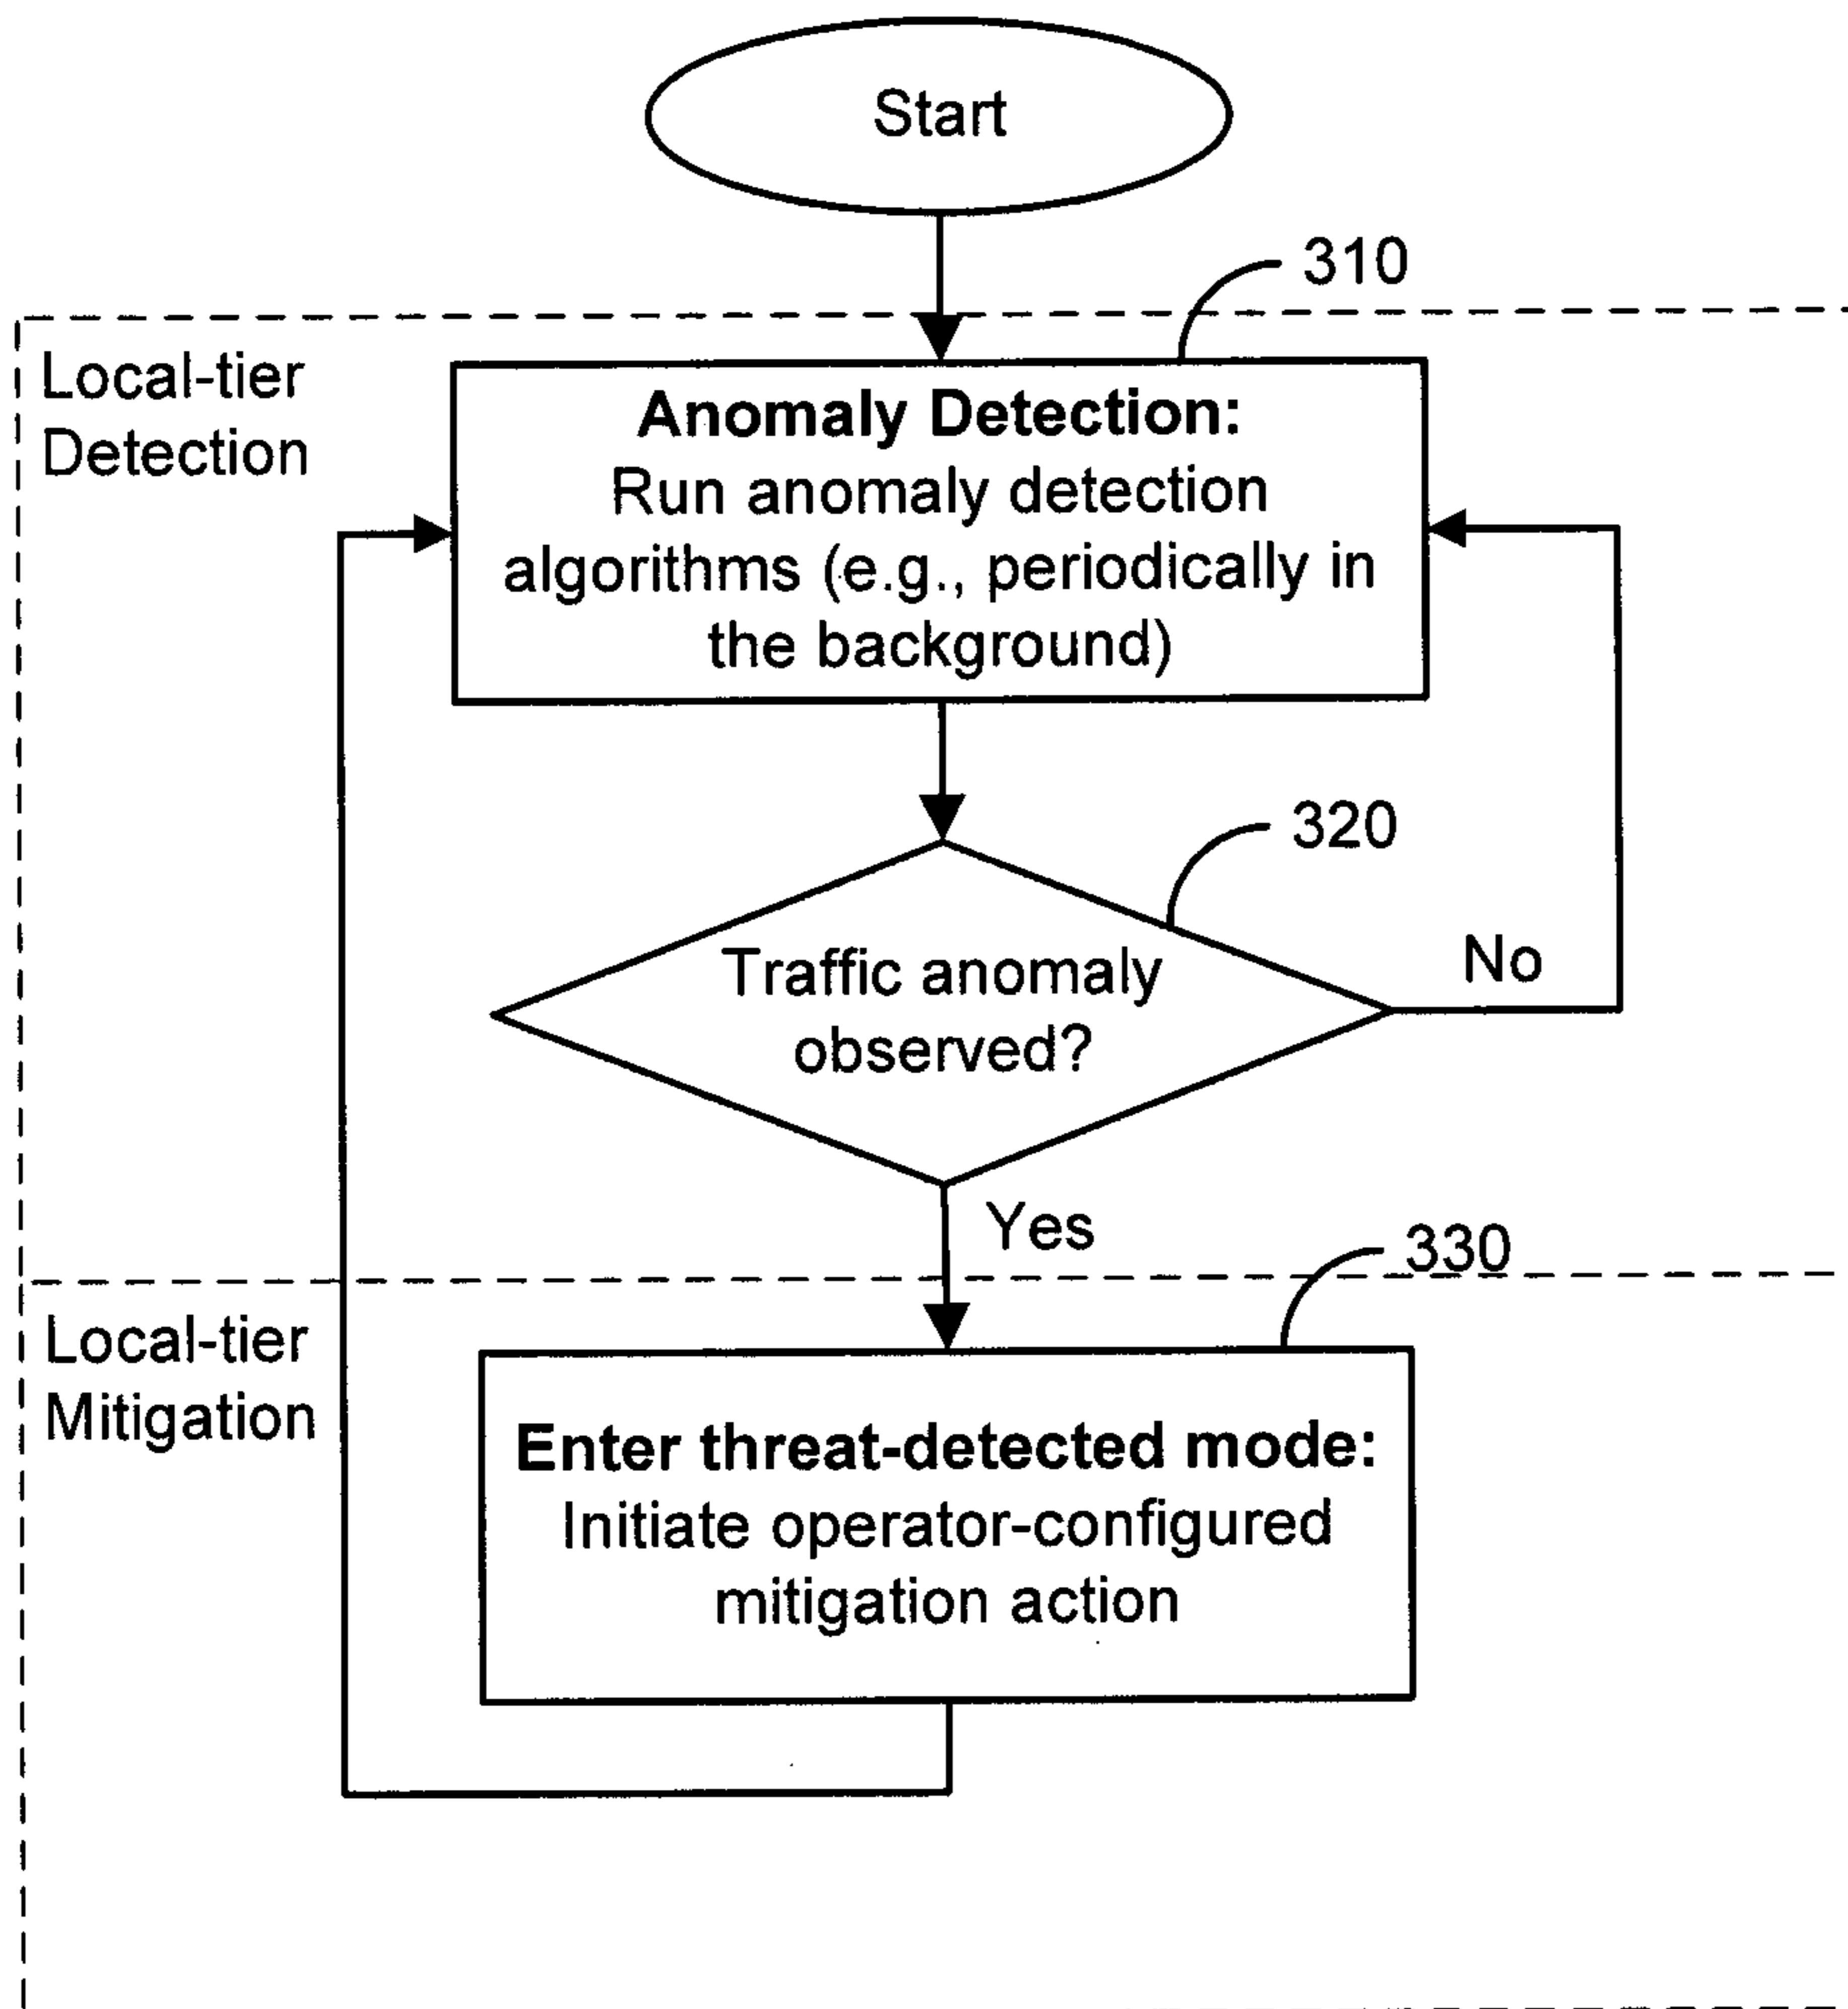 Start
310
Local-tier
Detection
Anomaly Detection:
Run anomaly detection
algorithms (e.g., periodically in
the background)
320
Traffic anomaly
observed?
No
Yes
330
Local-tier
Mitigation
Enter threat-detected mode:
Initiate operator-configured
mitigation action